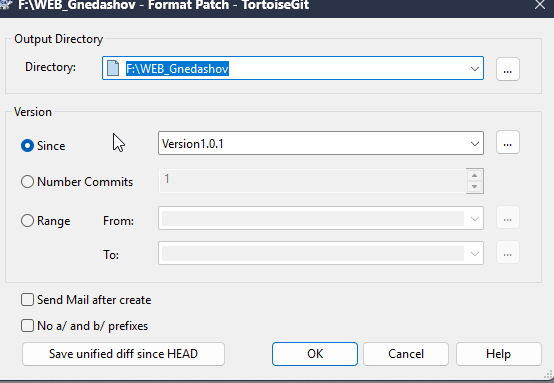 F:\WEB_Gnedashov - Format Patch - TortoiseGit
Output Directory
Directory: F:\WEB_Gnedashov ...
Version
Since Version1.0.1 ...
Number Commits 1
Range From: ...
To: ...
Send Mail after create
No a/ and b/ prefixes
Save unified diff since HEAD OK Cancel Help